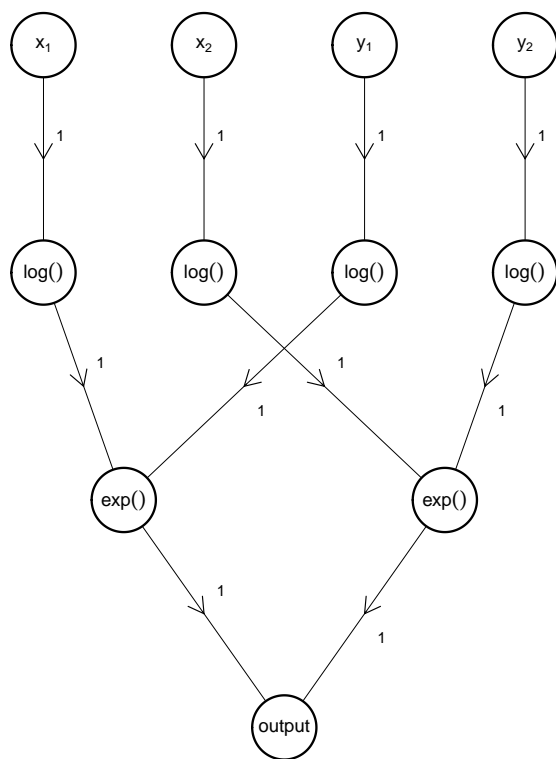 x₁ x₂ y₁ y₂
1 1 1 1
log() log() log() log()
1 1
1 1
exp() exp()
1
1
output